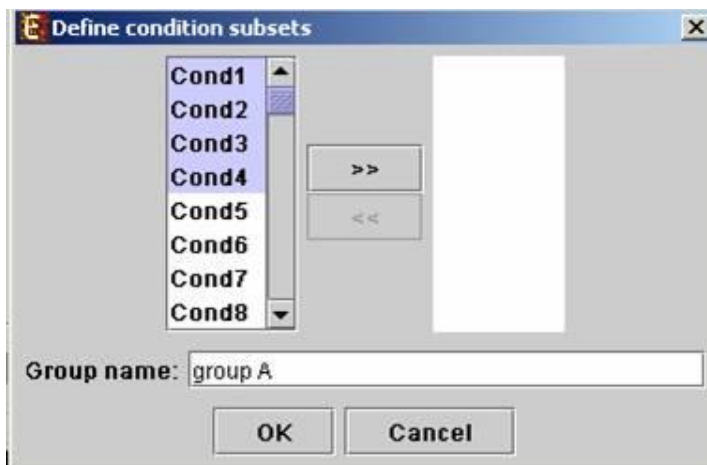 Define condition subsets
Cond1
Cond2
Cond3
Cond4
Cond5
Cond6
Cond7
Cond8
>>
<<
Group name: group A
OK Cancel